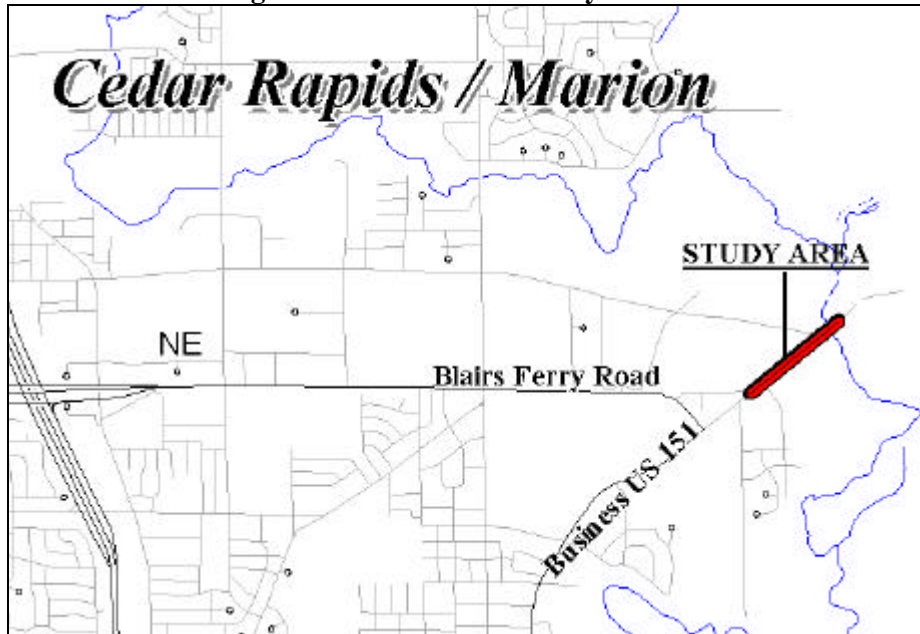 Cedar Rapids / Marion
STUDY AREA
NE
Blairs Ferry Road
Business US 151